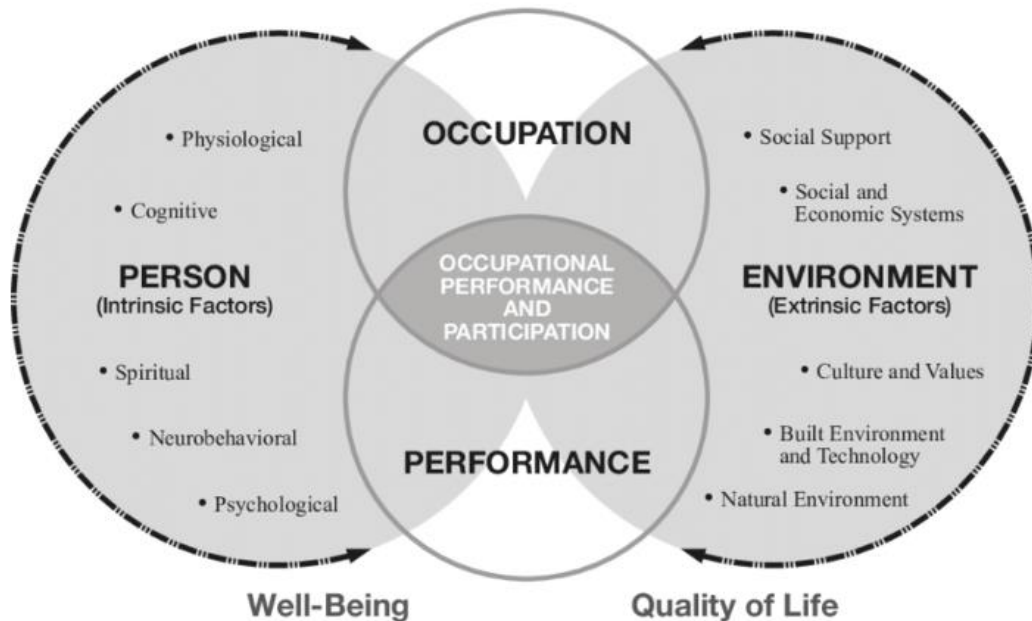 OCCUPATION
• Physiological
• Cognitive
PERSON
(Intrinsic Factors)
• Spiritual
• Neurobehavioral
• Psychological
OCCUPATIONAL
PERFORMANCE
AND
PARTICIPATION
• Social Support
• Social and
Economic Systems
ENVIRONMENT
(Extrinsic Factors)
• Culture and Values
• Built Environment
and Technology
• Natural Environment
PERFORMANCE
Well-Being
Quality of Life